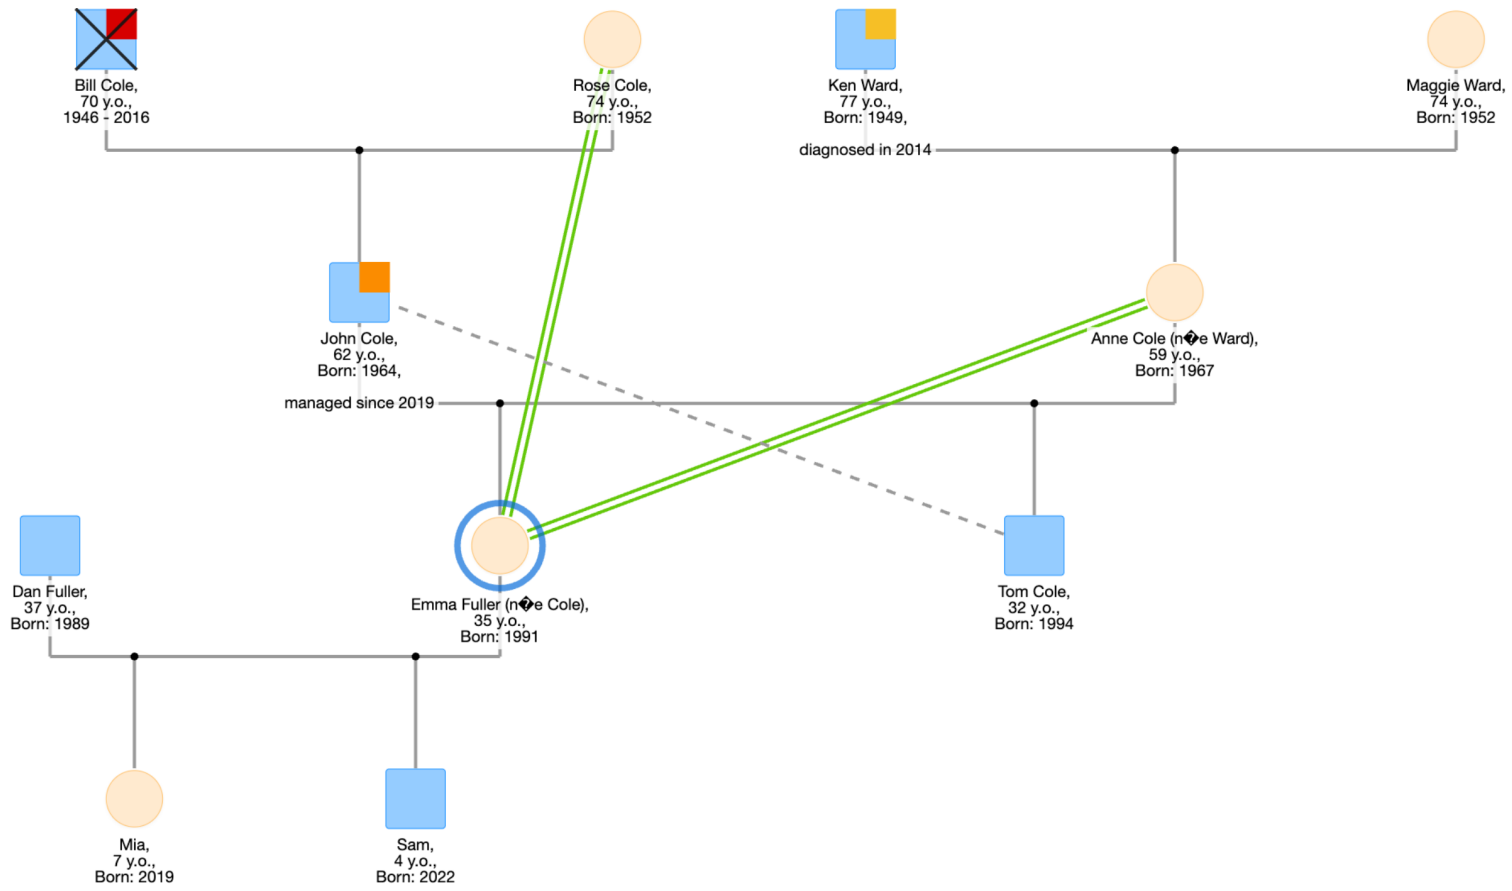 Bill Cole,
70 y.o.,
1946 - 2016
Rose Cole,
74 y.o.,
Born: 1952
Ken Ward,
77 y.o.,
Born: 1949,
diagnosed in 2014
Maggie Ward,
74 y.o.,
Born: 1952
John Cole,
62 y.o.,
Born: 1964,
managed since 2019
Anne Cole (n�e Ward),
59 y.o.,
Born: 1967
Dan Fuller,
37 y.o.,
Born: 1989
Emma Fuller (n�e Cole),
35 y.o.,
Born: 1991
Tom Cole,
32 y.o.,
Born: 1994
Mia,
7 y.o.,
Born: 2019
Sam,
4 y.o.,
Born: 2022